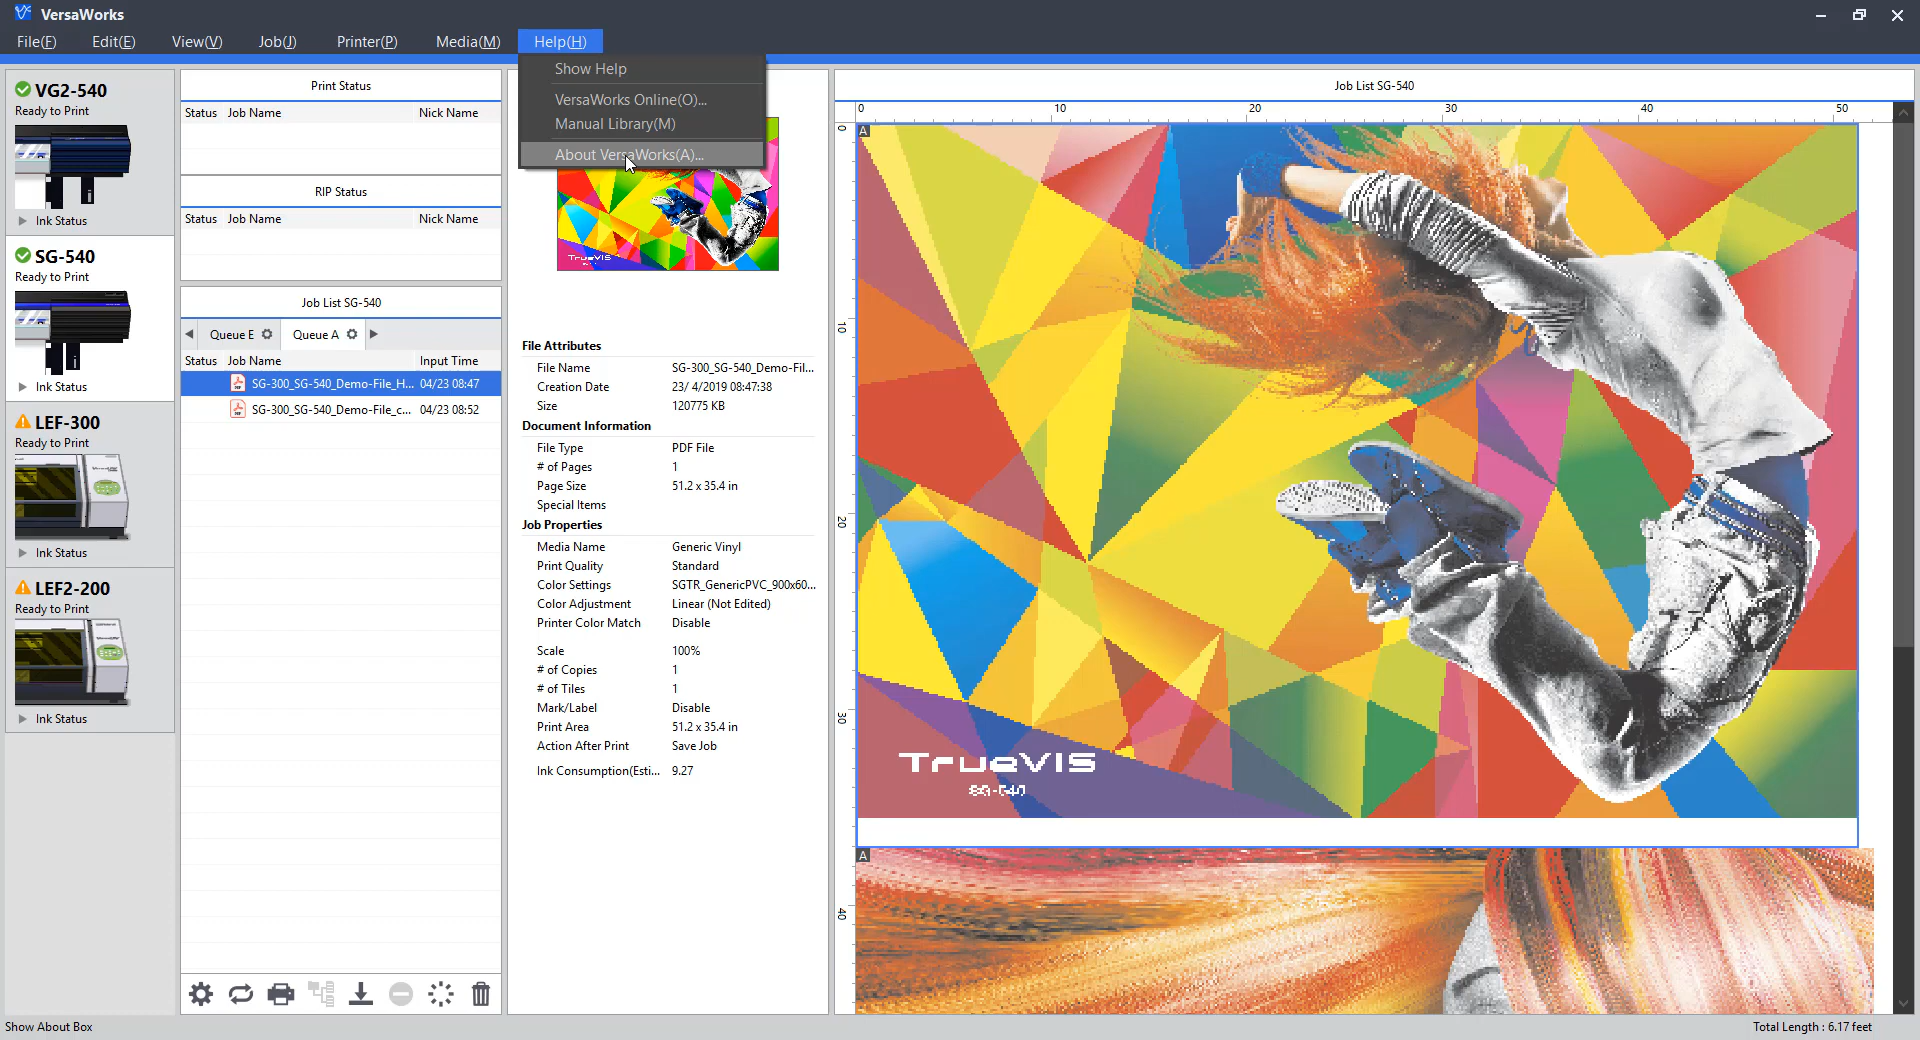 VersaWorks
File(F) Edit(E) View(V) Job(J) Printer(P) Media(M) Help(H)
Show Help
VersaWorks Online(O)...
Manual Library(M)
About VersaWorks(A)...
VG2-540
Ready to Print
Ink Status
SG-540
Ready to Print
Ink Status
LEF-300
Ready to Print
Ink Status
LEF2-200
Ready to Print
Ink Status
Print Status
Status Job Name Nick Name
RIP Status
Status Job Name Nick Name
Job List SG-540
Queue E Queue A
Status Job Name Input Time
SG-300_SG-540_Demo-File_H... 04/23 08:47
SG-300_SG-540_Demo-File_c... 04/23 08:52
TrueVIS
File Attributes
File Name SG-300_SG-540_Demo-Fil...
Creation Date 23/ 4/2019 08:47:38
Size 120775 KB
Document Information
File Type PDF File
# of Pages 1
Page Size 51.2 x 35.4 in
Special Items
Job Properties
Media Name Generic Vinyl
Print Quality Standard
Color Settings SGTR_GenericPVC_900x60...
Color Adjustment Linear (Not Edited)
Printer Color Match Disable
Scale 100%
# of Copies 1
# of Tiles 1
Mark/Label Disable
Print Area 51.2 x 35.4 in
Action After Print Save Job
Ink Consumption(Esti... 9.27
Job List SG-540
0 10 20 30 40 50
0
10
20
30
40
A
TrueVIS
SG-540
A
Show About Box
Total Length : 6.17 feet